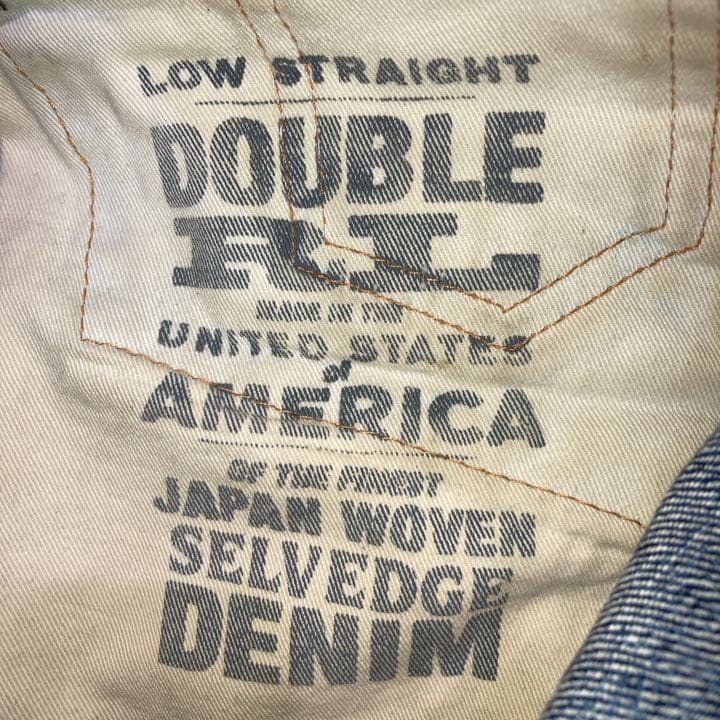 LOW STRAIGHT
DOUBLE
RL
MADE IN THE
UNITED STATES
of
AMERICA
OF THE FINEST
JAPAN WOVEN
SELVEDGE
DENIM